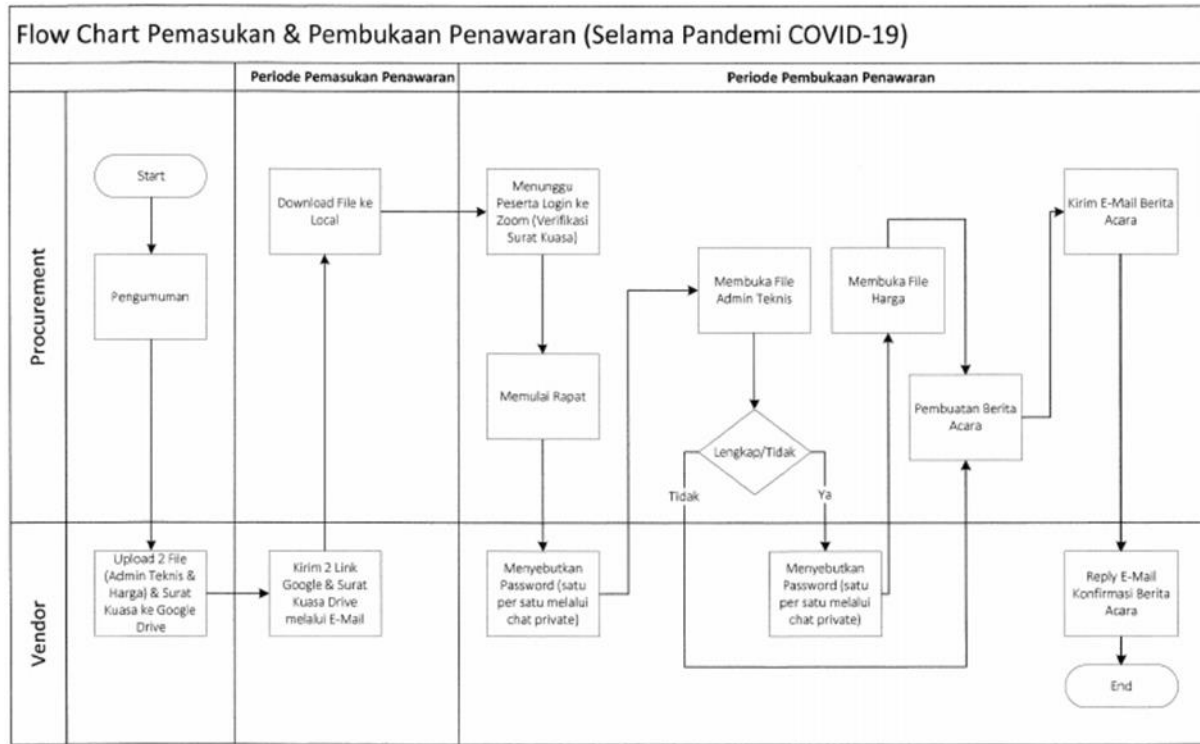 Flow Chart Pemasukan & Pembukaan Penawaran (Selama Pandemi COVID-19)
Periode Pemasukan Penawaran
Periode Pembukaan Penawaran
Procurement
Start
Pengumuman
Download File ke
Local
Menunggu
Peserta Login ke
Zoom (Verifikasi
Surat Kuasa)
Memulai Rapat
Membuka File
Admin Teknis
Lengkap/Tidak
Tidak
Ya
Membuka File
Harga
Pembuatan Berita
Acara
Kirim E-Mail Berita
Acara
Vendor
Upload 2 File
(Admin Teknis &
Harga) & Surat
Kuasa ke Google
Drive
Kirim 2 Link
Google & Surat
Kuasa Drive
melalui E-Mail
Menyebutkan
Password (satu
per satu melalui
chat private)
Menyebutkan
Password (satu
per satu melalui
chat private)
Reply E-Mail
Konfirmasi Berita
Acara
End